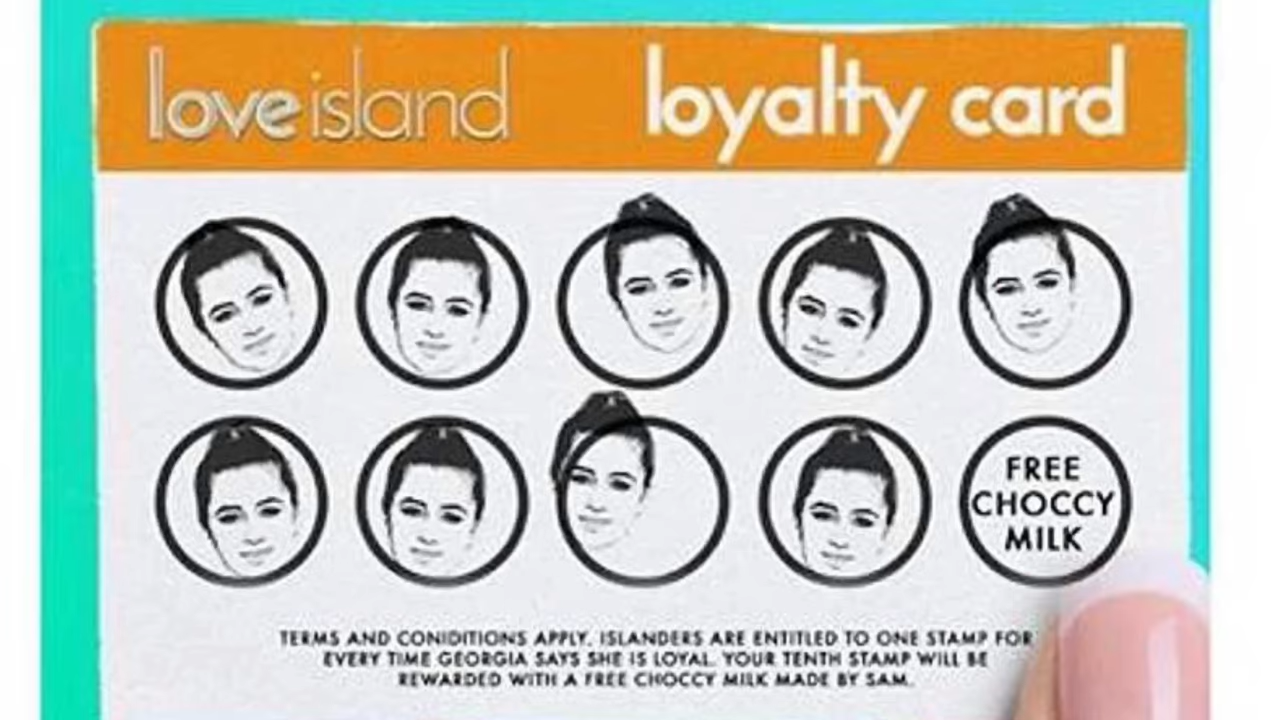 love island loyalty card
FREE
CHOCCY
MILK
TERMS AND CONIDITIONS APPLY. ISLANDERS ARE ENTITLED TO ONE STAMP FOR
EVERY TIME GEORGIA SAYS SHE IS LOYAL. YOUR TENTH STAMP WILL BE
REWARDED WITH A FREE CHOCCY MILK MADE BY SAM.